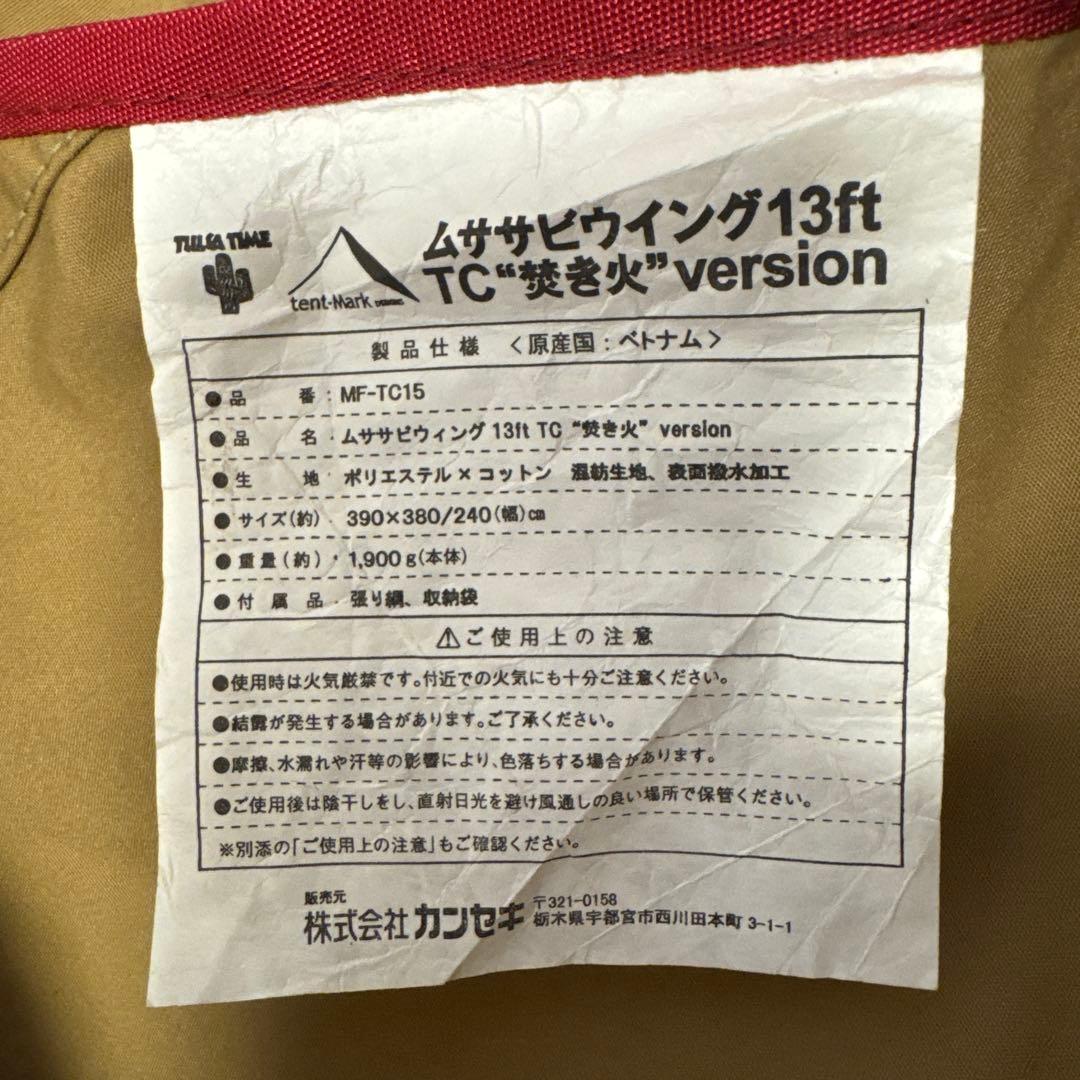 TULSA TIME
tent-Mark DESIGNS
ムササビウイング13ft
TC“焚き火”version
製品仕様 〈原産国：ベトナム〉
●品番：MF-TC15
●品名：ムササビウィング 13ft TC “焚き火” version
●生地：ポリエステル×コットン 混紡生地、表面撥水加工
●サイズ(約)：390×380/240(幅)cm
●重量(約)：1,900g(本体)
●付属品：張り綱、収納袋
⚠ご使用上の注意
●使用時は火気厳禁です。付近での火気にも十分ご注意ください。
●結露が発生する場合があります。ご了承ください。
●摩擦、水濡れや汗等の影響により、色落ちする場合があります。
●ご使用後は陰干しをし、直射日光を避け風通しの良い場所で保管ください。
※別添の「ご使用上の注意」もご確認ください。
販売元
株式会社 カンセキ
〒321-0158
栃木県宇都宮市西川田本町 3-1-1